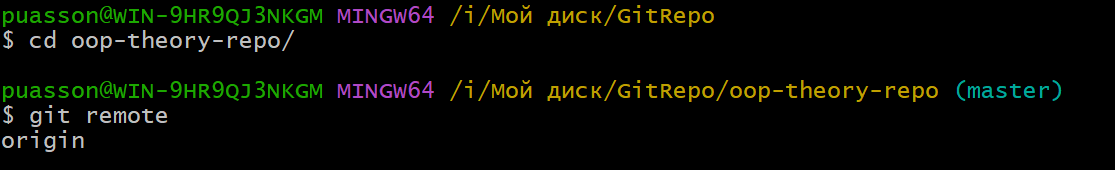 puasson@WIN-9HR9QJ3NKGM MINGW64 /i/Мой диск/GitRepo
$ cd oop-theory-repo/
puasson@WIN-9HR9QJ3NKGM MINGW64 /i/Мой диск/GitRepo/oop-theory-repo (master)
$ git remote
origin